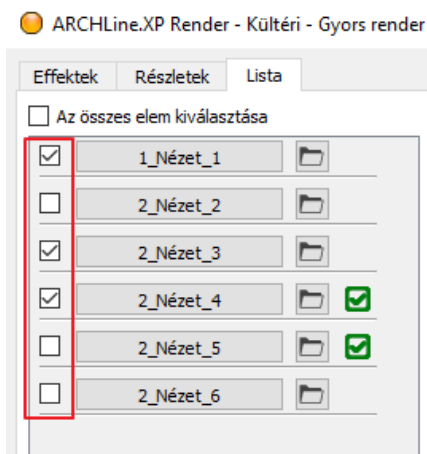 ARCHLine.XP Render - Kültéri - Gyors render
Effektek Részletek Lista
Az összes elem kiválasztása
1_Nézet_1
2_Nézet_2
2_Nézet_3
2_Nézet_4
2_Nézet_5
2_Nézet_6